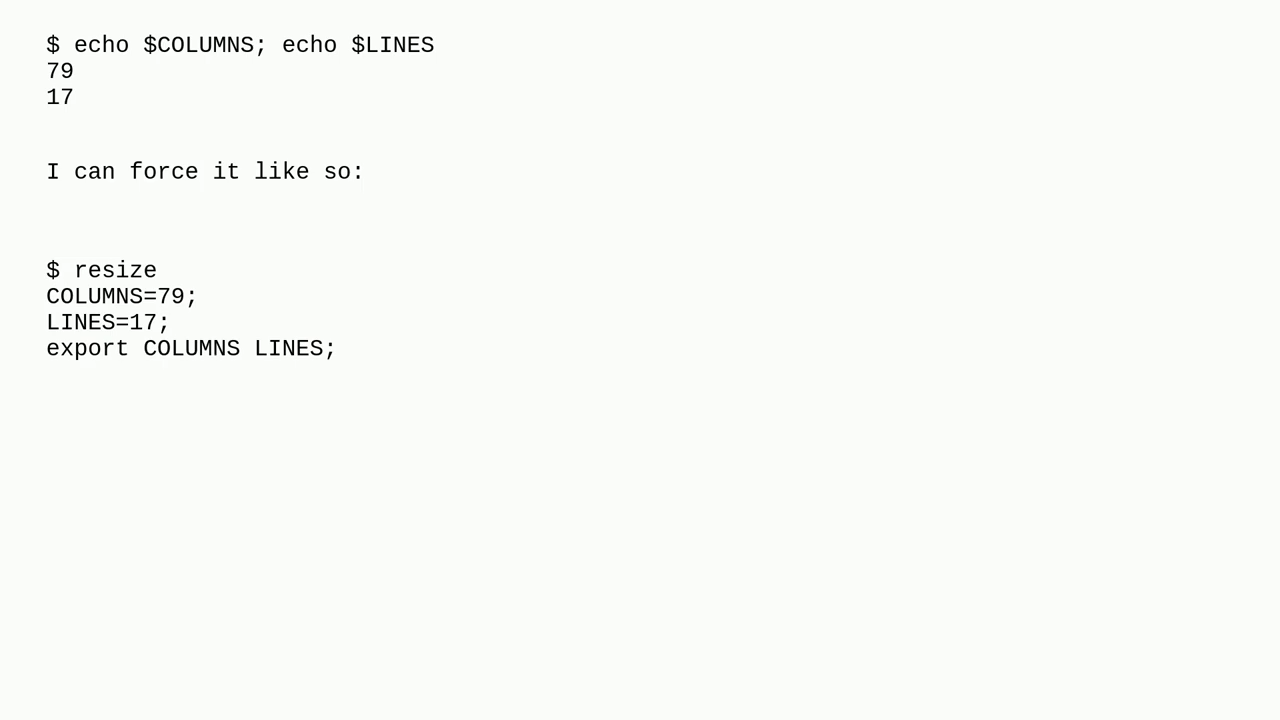 $ echo $COLUMNS; echo $LINES
79
17
I can force it like so:
$ resize
COLUMNS=79;
LINES=17;
export COLUMNS LINES;